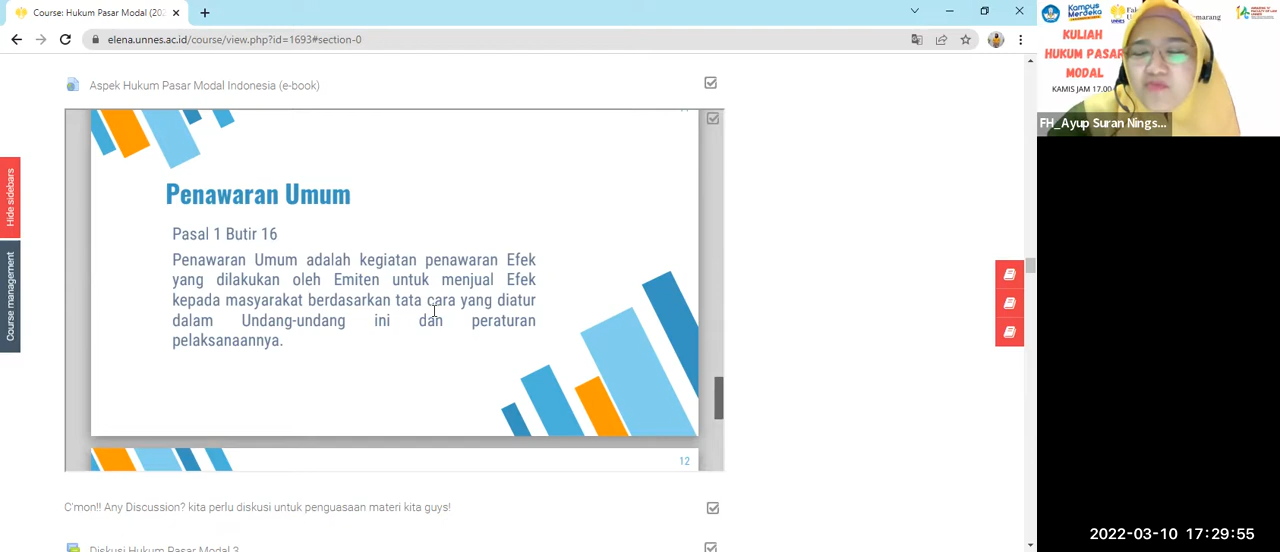 Course: Hukum Pasar Modal (202
elena.unnes.ac.id/course/view.php?id=1693#section-0
Hide sidebars
Course management
Aspek Hukum Pasar Modal Indonesia (e-book)
Penawaran Umum
Pasal 1 Butir 16
Penawaran Umum adalah kegiatan penawaran Efek
yang dilakukan oleh Emiten untuk menjual Efek
kepada masyarakat berdasarkan tata cara yang diatur
dalam Undang-undang ini dan peraturan
pelaksanaannya.
12
C'mon!! Any Discussion? kita perlu diskusi untuk penguasaan materi kita guys!
Diskusi Hukum Pasar Modal 3
Kampus
Merdeka
UNNES
KULIAH
HUKUM PASAR
MODAL
KAMIS JAM 17.00
FH_Ayup Suran Nings...
2022-03-10 17:29:55